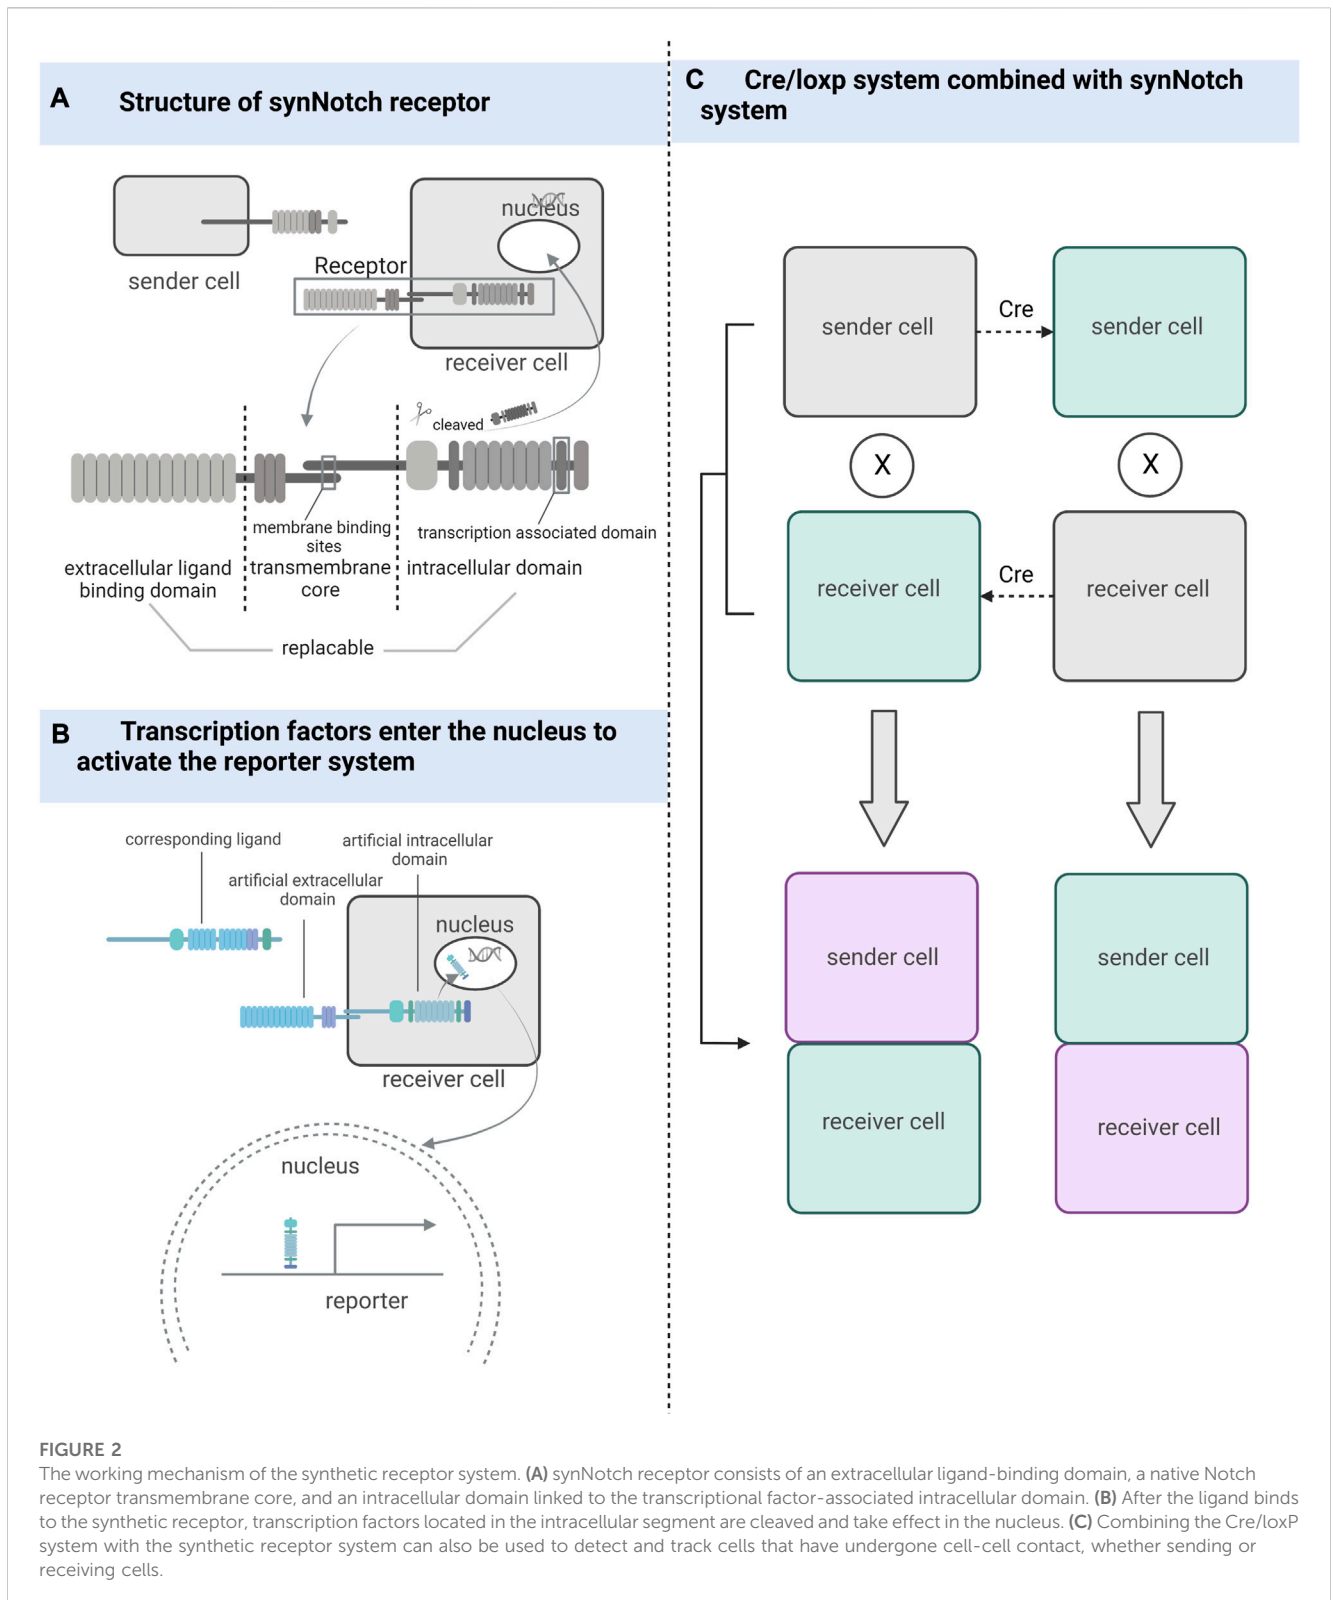 A Structure of synNotch receptor
sender cell
nucleus
Receptor
receiver cell
cleaved
membrane binding
sites
transcription associated domain
extracellular ligand
binding domain
transmembrane
core
intracellular domain
replacable
B Transcription factors enter the nucleus to
activate the reporter system
corresponding ligand
artificial intracellular
domain
artificial extracellular
domain
nucleus
receiver cell
nucleus
reporter
C Cre/loxp system combined with synNotch
system
sender cell
Cre
sender cell
X
X
receiver cell
Cre
receiver cell
sender cell
sender cell
receiver cell
receiver cell
FIGURE 2
The working mechanism of the synthetic receptor system. (A) synNotch receptor consists of an extracellular ligand-binding domain, a native Notch
receptor transmembrane core, and an intracellular domain linked to the transcriptional factor-associated intracellular domain. (B) After the ligand binds
to the synthetic receptor, transcription factors located in the intracellular segment are cleaved and take effect in the nucleus. (C) Combining the Cre/loxP
system with the synthetic receptor system can also be used to detect and track cells that have undergone cell-cell contact, whether sending or
receiving cells.